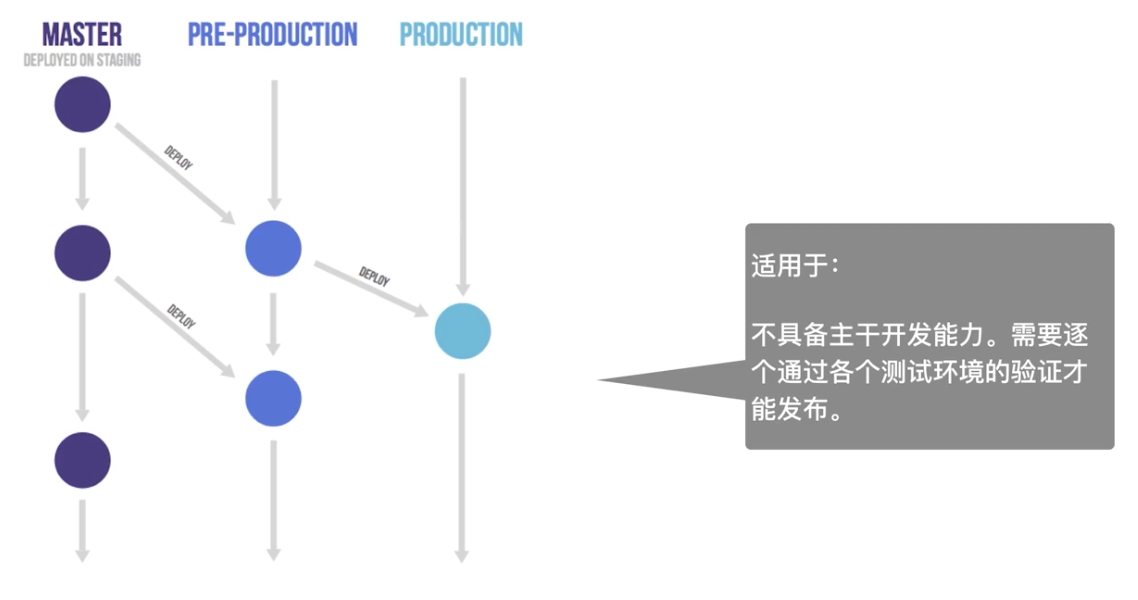 MASTER
DEPLOYED ON STAGING
PRE-PRODUCTION
PRODUCTION
DEPLOY
DEPLOY
DEPLOY
适用于：
不具备主干开发能力。需要逐
个通过各个测试环境的验证才
能发布。